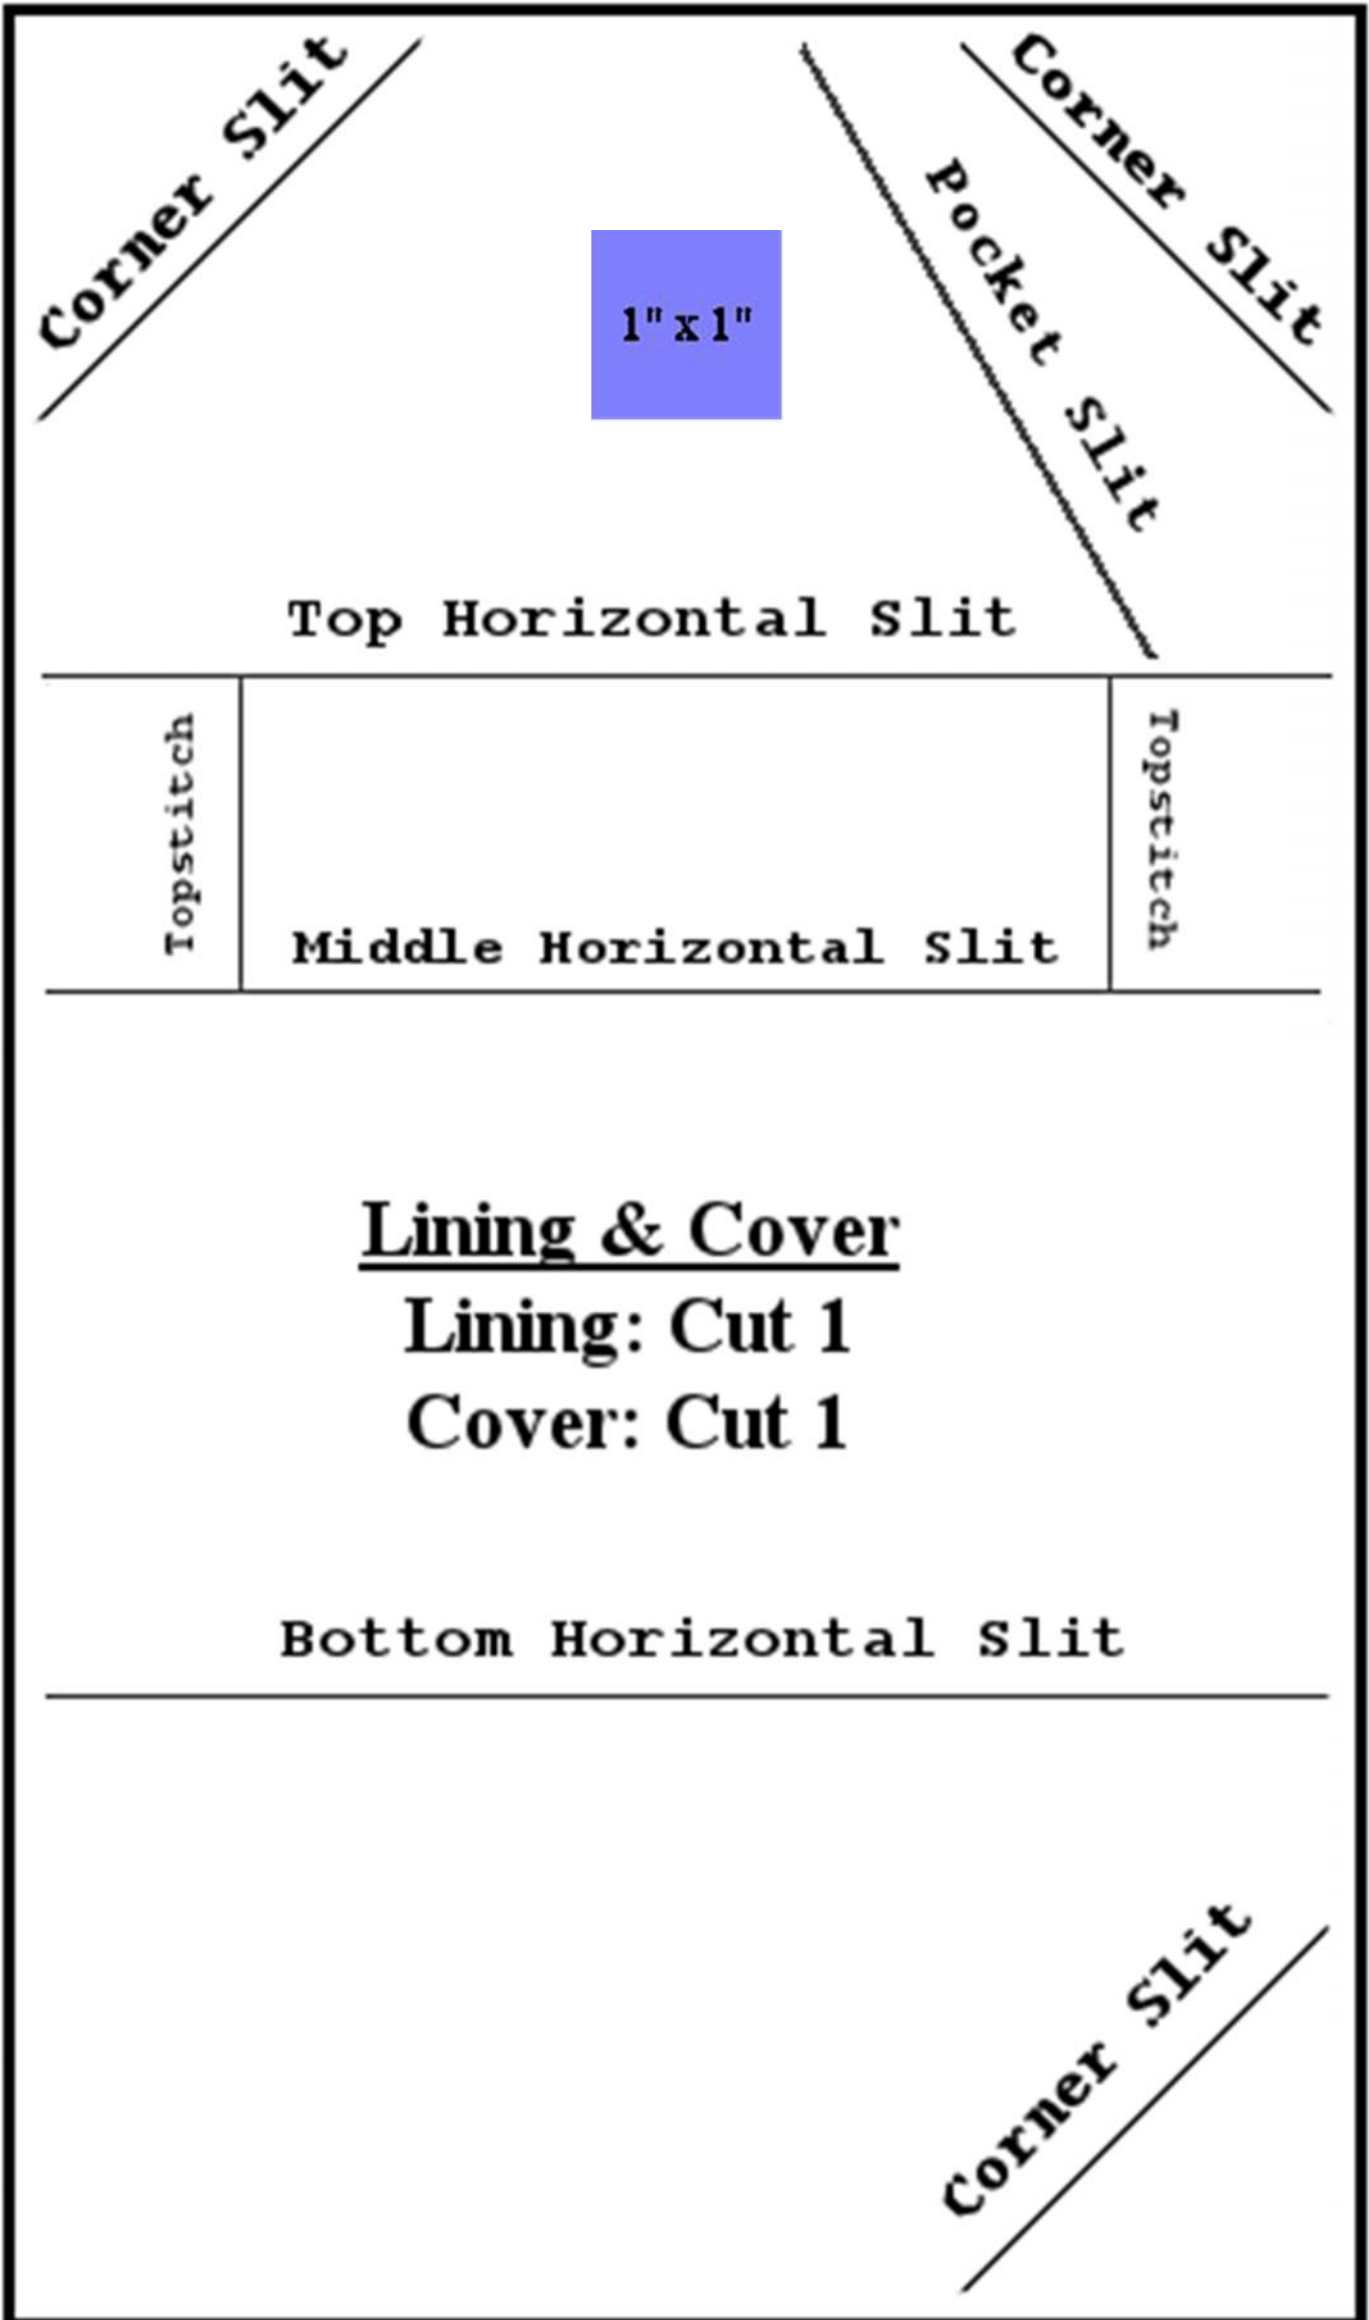 Corner Slit
Corner Slit
Pocket Slit
1" x 1"
Top Horizontal Slit
Topstitch
Topstitch
Middle Horizontal Slit
Lining & Cover
Lining: Cut 1
Cover: Cut 1
Bottom Horizontal Slit
Corner Slit